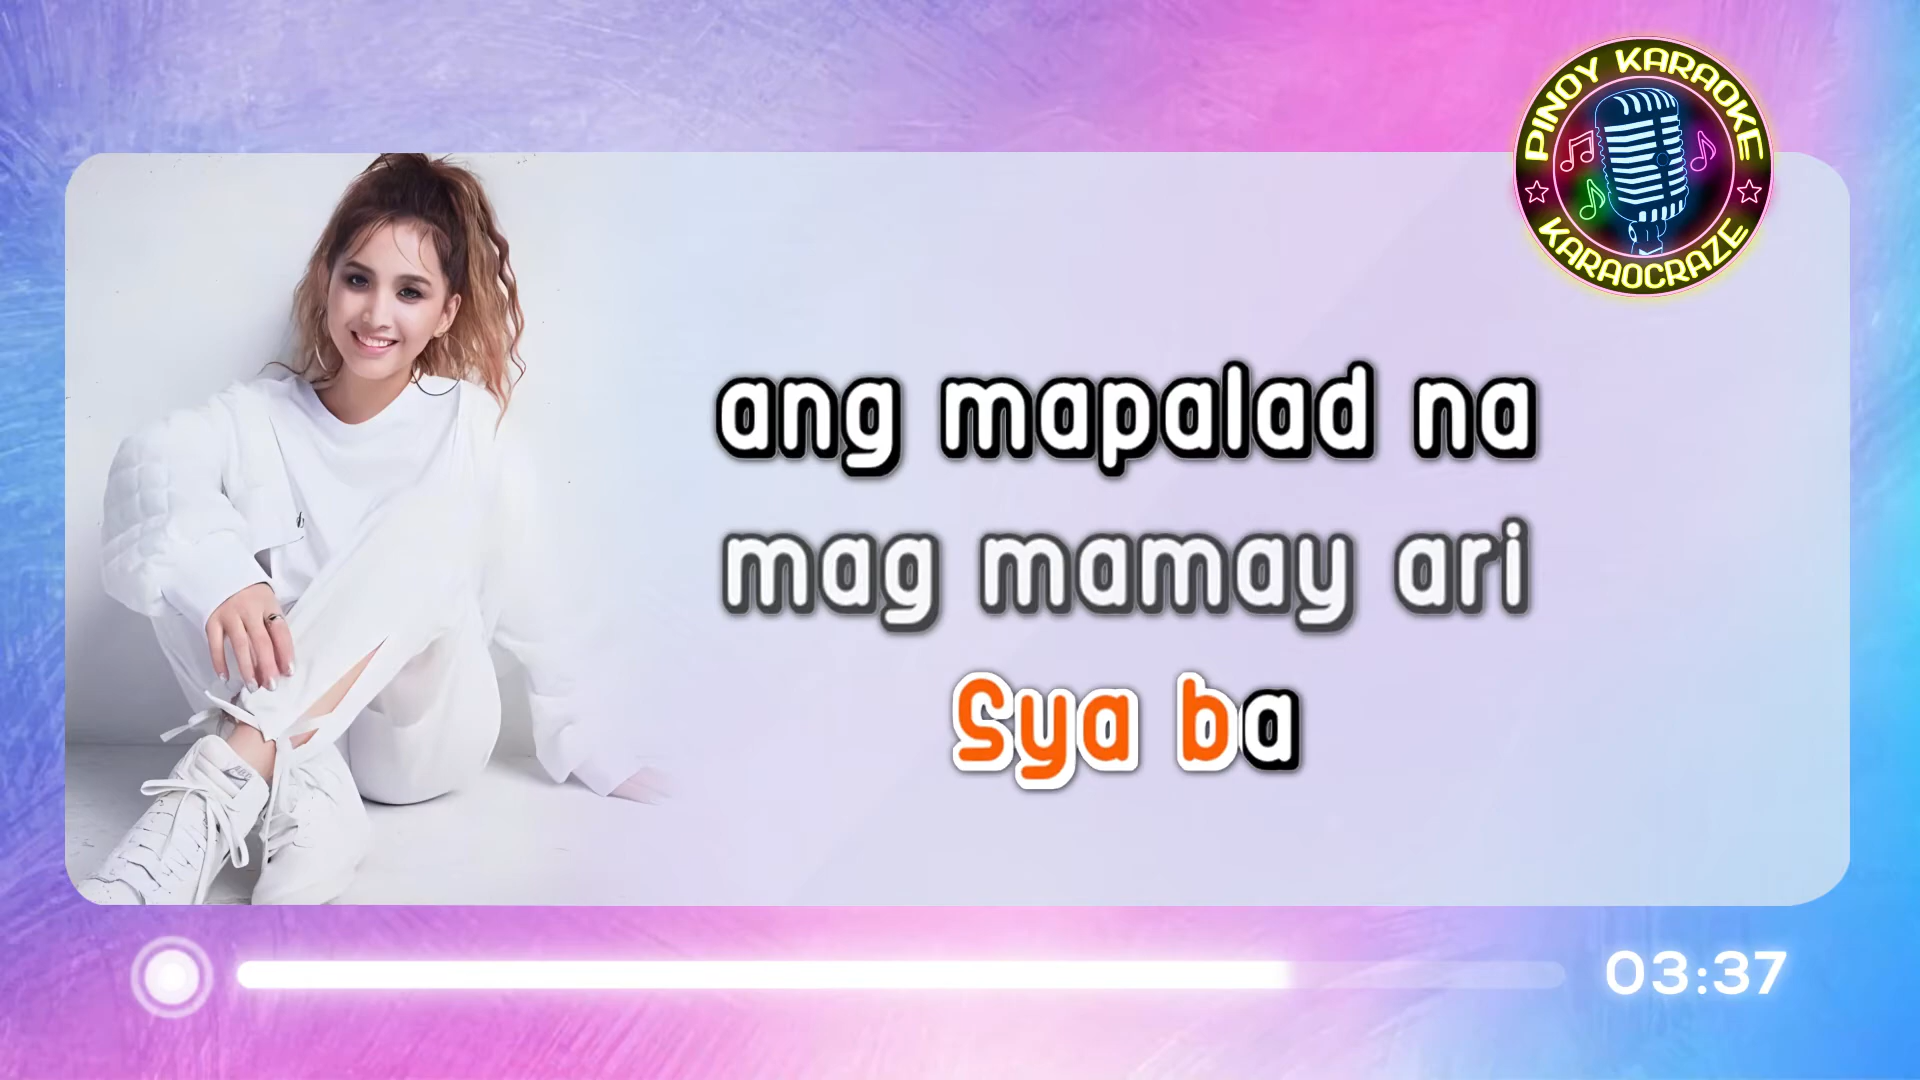 PINOY KARAOKE
KARAOCRAZE
ang mapalad na
mag mamay ari
Sya ba
03:37